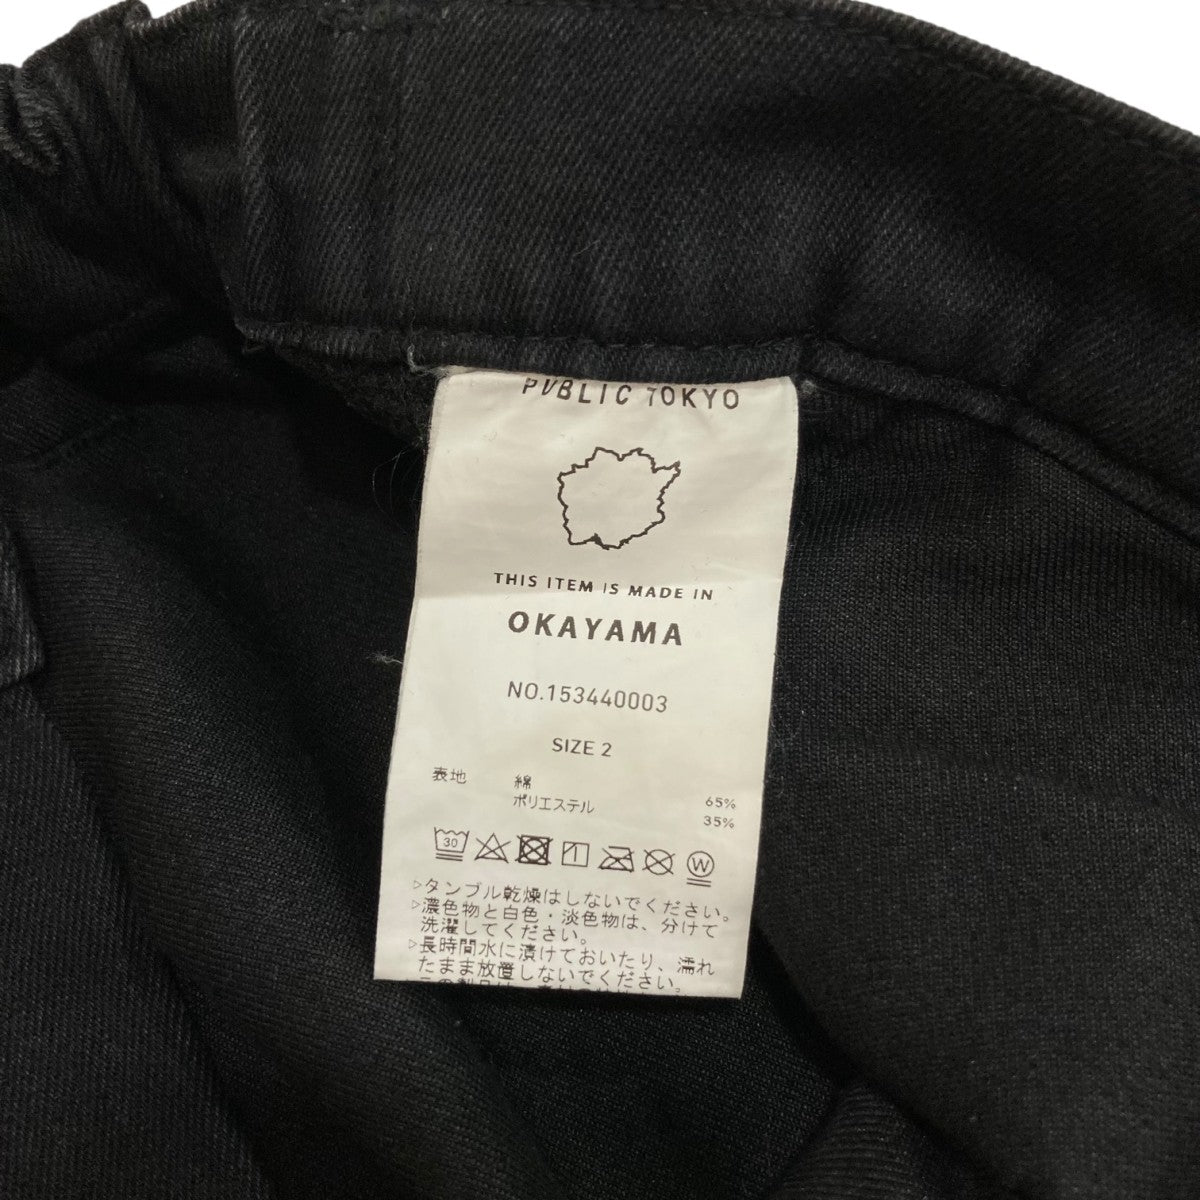 PUBLIC TOKYO
THIS ITEM IS MADE IN
OKAYAMA
NO.153440003
SIZE 2
表地 綿 65%
ポリエステル 35%
30 W
▷タンブル乾燥はしないでください。
▷濃色物と白色・淡色物は、分けて
洗濯してください。
▷長時間水に漬けておいたり、濡れ
たまま放置しないでください。